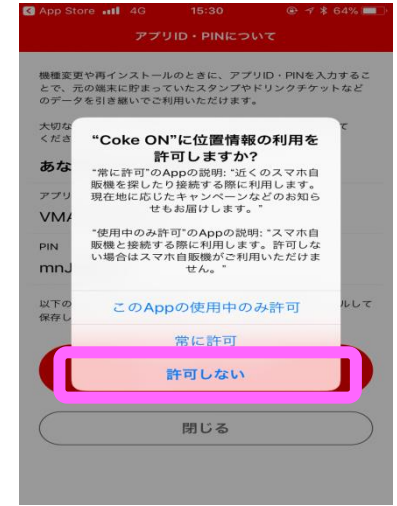 App Store 4G 15:30 64%
アプリID・PINについて
機種変更や再インストールのときに、アプリID・PINを入力するこ
とで、元の端末に貯まっていたスタンプやドリンクチケットなど
のデータを引き継いでご利用いただけます。
大切な
くださ
あな
アプリ
VMA
PIN
mnJ
以下の
保存し
ルして
"Coke ON"に位置情報の利用を
許可しますか?
"常に許可"のAppの説明: "近くのスマホ自
販機を探したり接続する際に利用します。
現在地に応じたキャンペーンなどのお知ら
せもお届けします。"
"使用中のみ許可"のAppの説明: "スマホ自
販機と接続する際に利用します。許可しな
い場合はスマホ自販機がご利用いただけま
せん。"
このAppの使用中のみ許可
常に許可
許可しない
閉じる